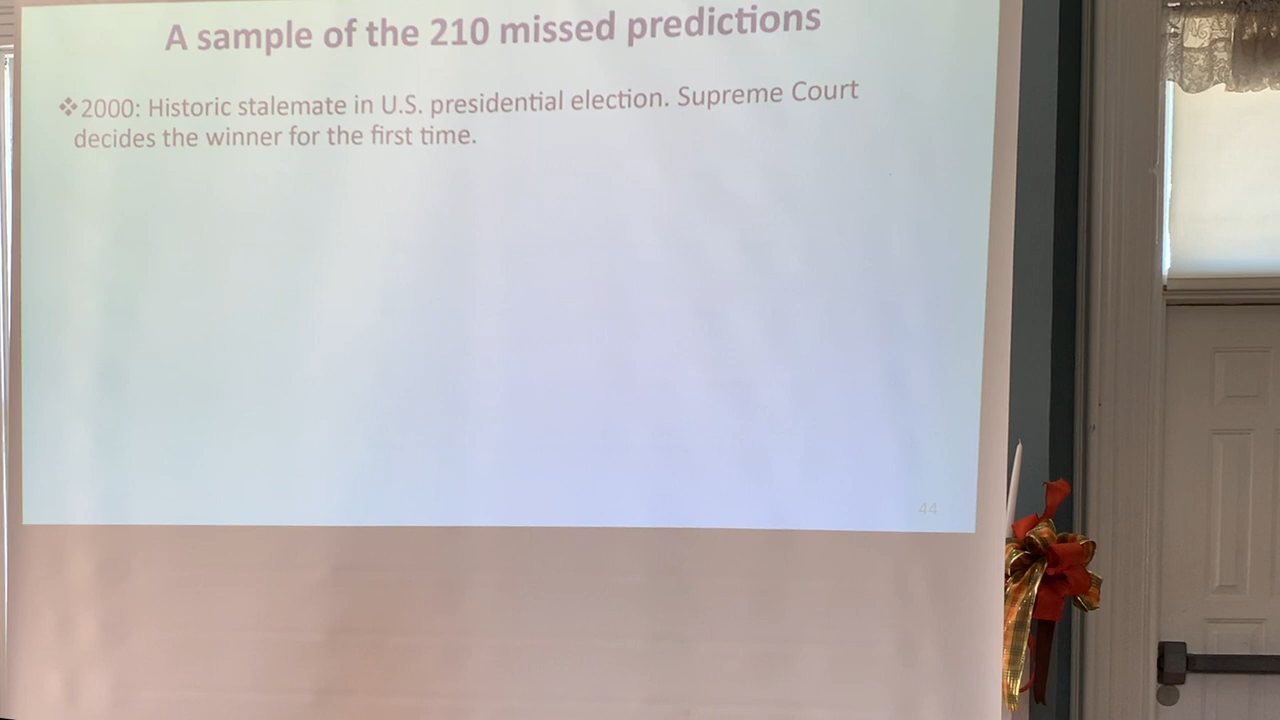 A sample of the 210 missed predictions
❖2000: Historic stalemate in U.S. presidential election. Supreme Court
decides the winner for the first time.
44